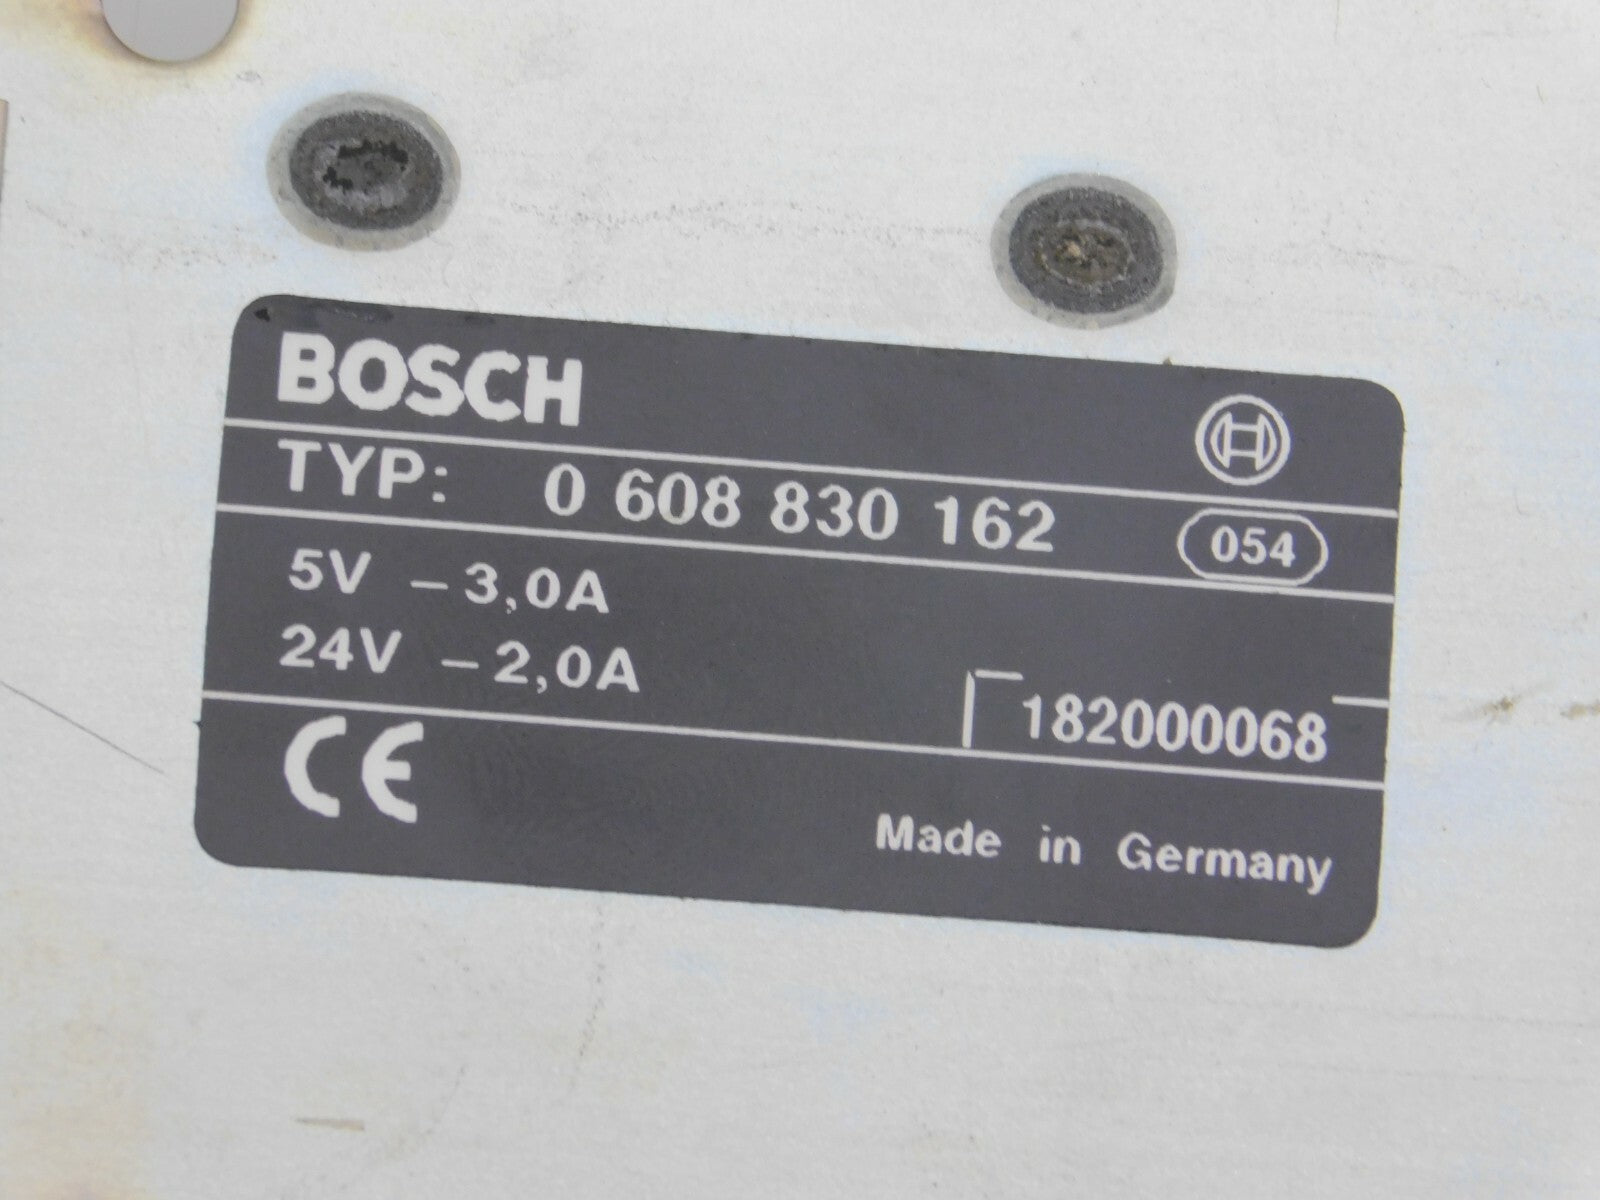 BOSCH
TYP: 0 608 830 162 054
5V – 3,0A
24V – 2,0A
182000068
CE
Made in Germany